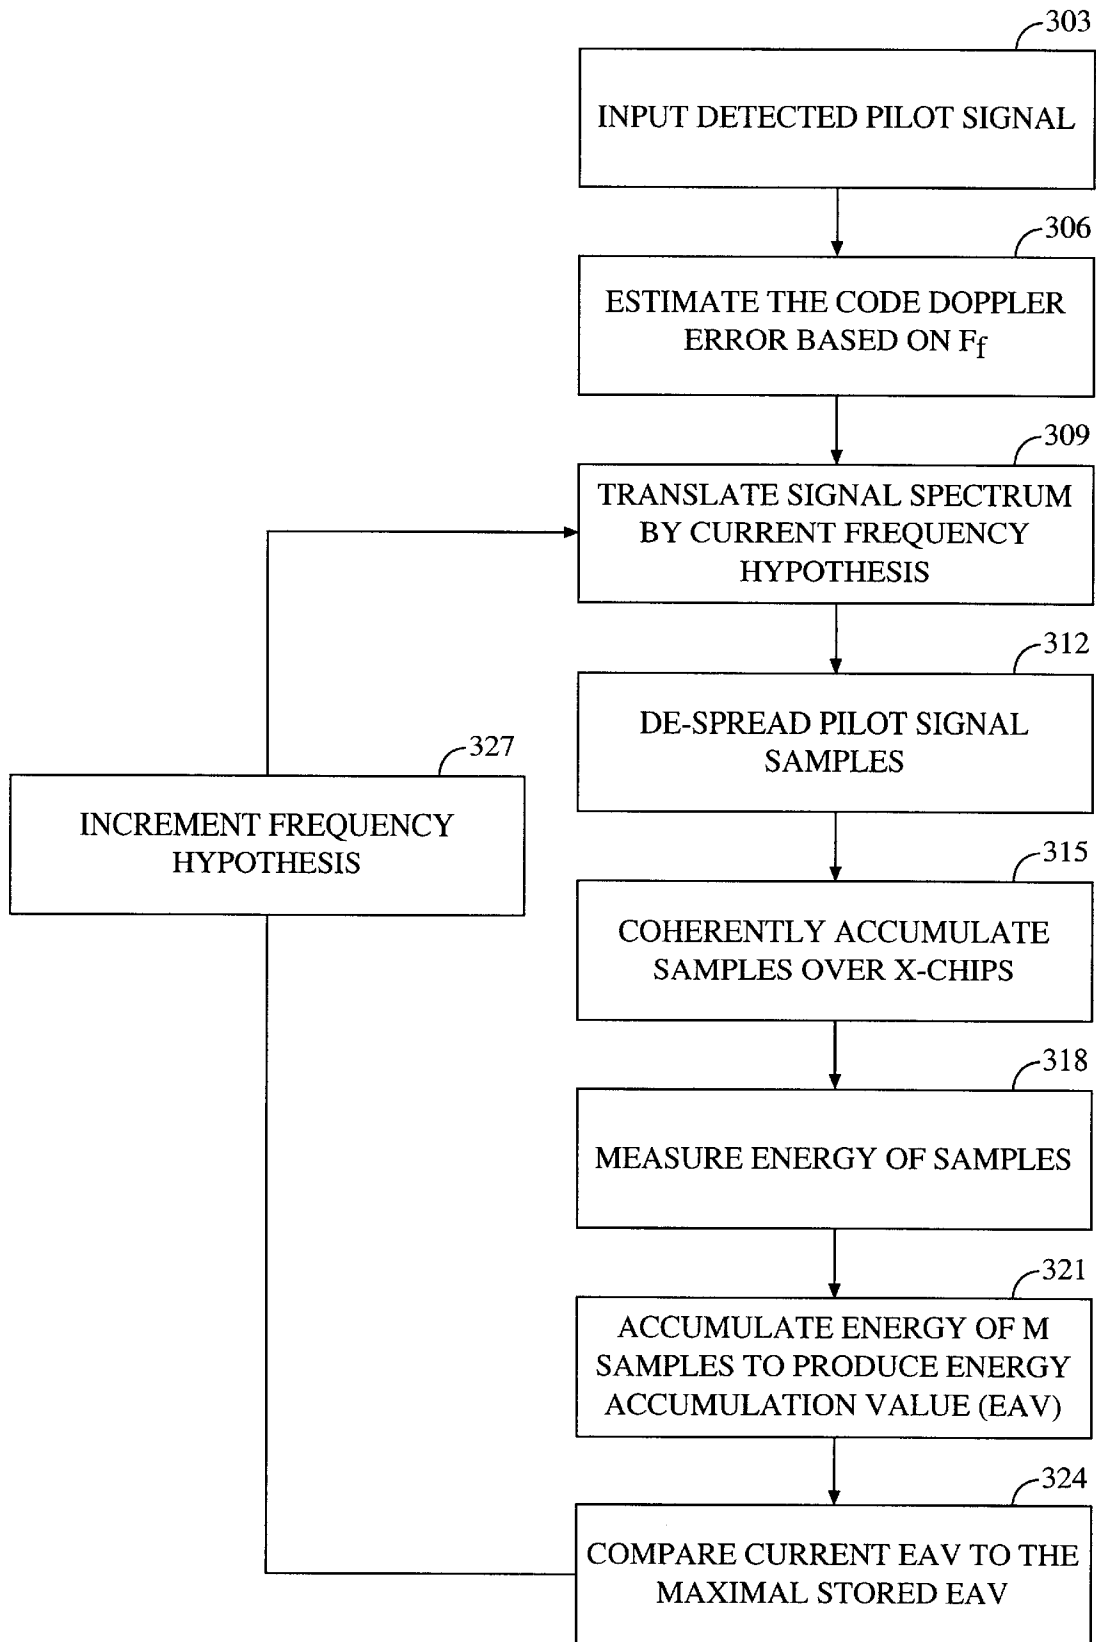 303
INPUT DETECTED PILOT SIGNAL
306
ESTIMATE THE CODE DOPPLER
ERROR BASED ON Ff
309
TRANSLATE SIGNAL SPECTRUM
BY CURRENT FREQUENCY
HYPOTHESIS
312
DE-SPREAD PILOT SIGNAL
SAMPLES
327
INCREMENT FREQUENCY
HYPOTHESIS
315
COHERENTLY ACCUMULATE
SAMPLES OVER X-CHIPS
318
MEASURE ENERGY OF SAMPLES
321
ACCUMULATE ENERGY OF M
SAMPLES TO PRODUCE ENERGY
ACCUMULATION VALUE (EAV)
324
COMPARE CURRENT EAV TO THE
MAXIMAL STORED EAV